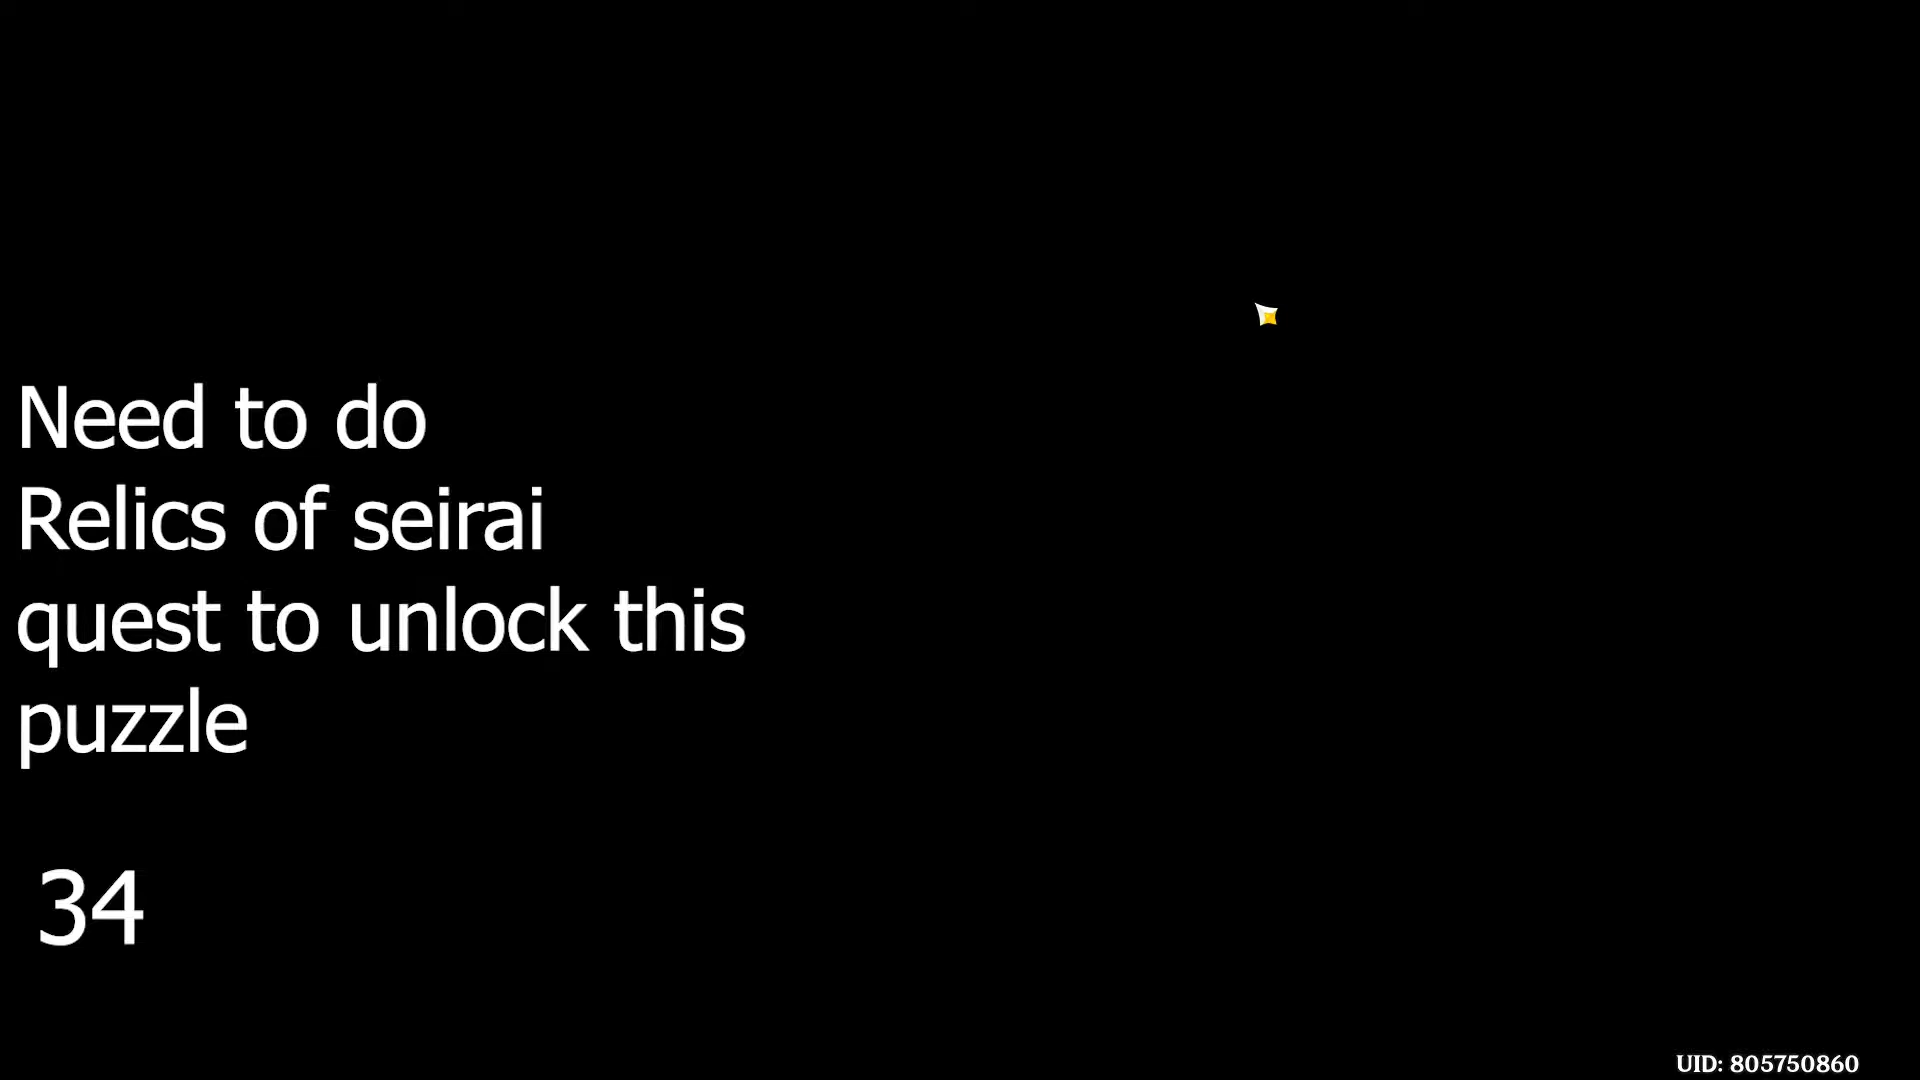 Need to do
Relics of seirai
quest to unlock this
puzzle
34
UID: 805750860